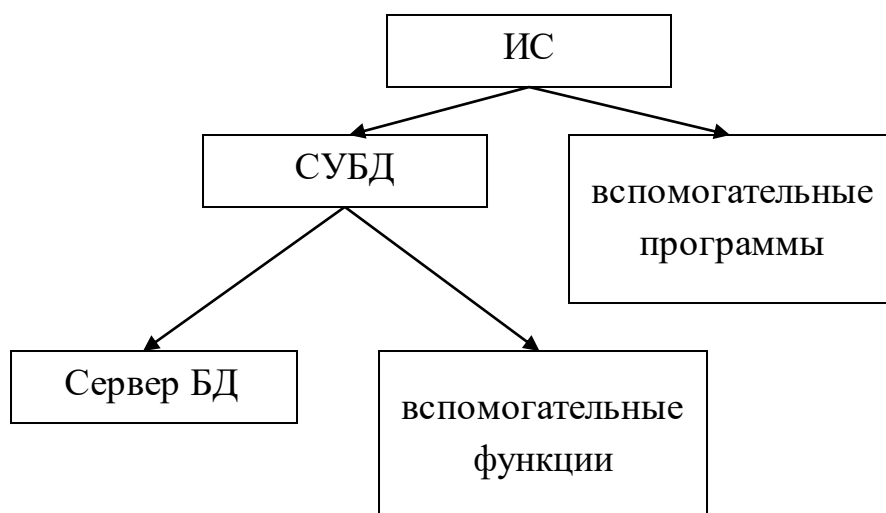 ИС
СУБД
вспомогательные
программы
Сервер БД
вспомогательные
функции